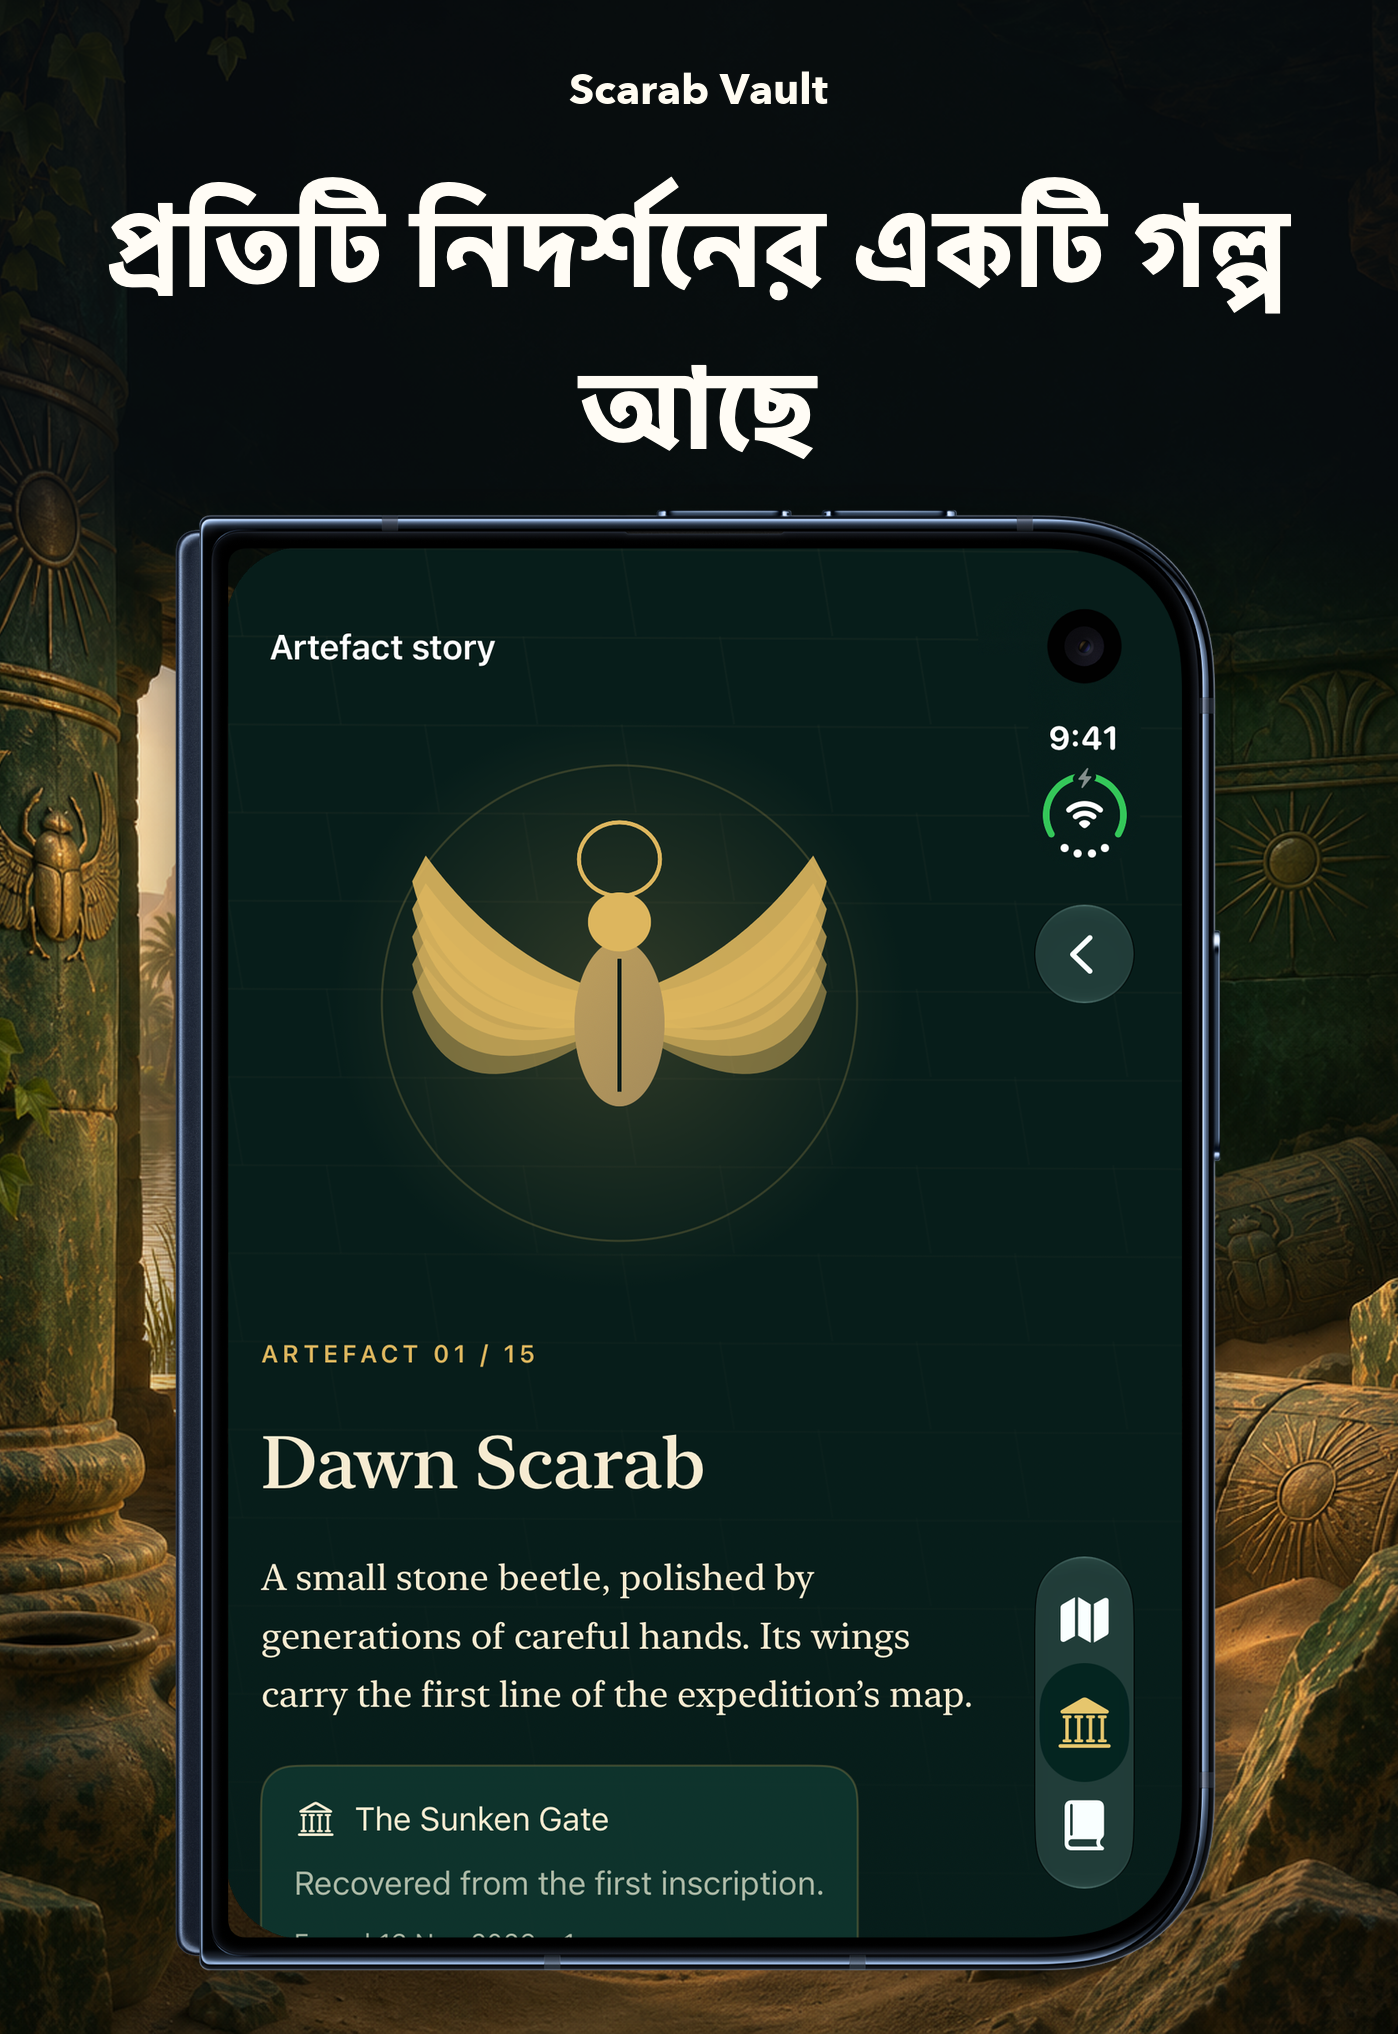 Scarab Vault
প্রতিটি নিদর্শনের একটি গল্প
আছে
Artefact story
9:41
ARTEFACT 01 / 15
Dawn Scarab
A small stone beetle, polished by
generations of careful hands. Its wings
carry the first line of the expedition’s map.
The Sunken Gate
Recovered from the first inscription.